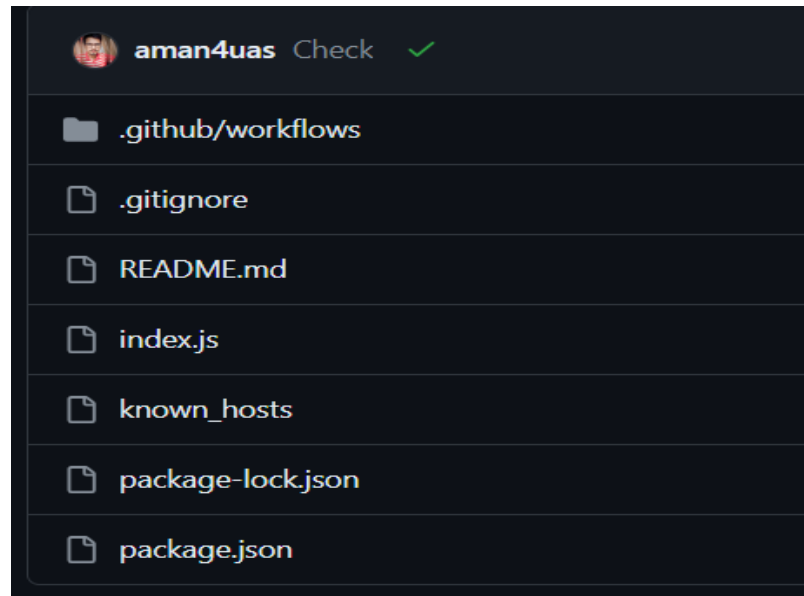 aman4uas Check
.github/workflows
.gitignore
README.md
index.js
known_hosts
package-lock.json
package.json